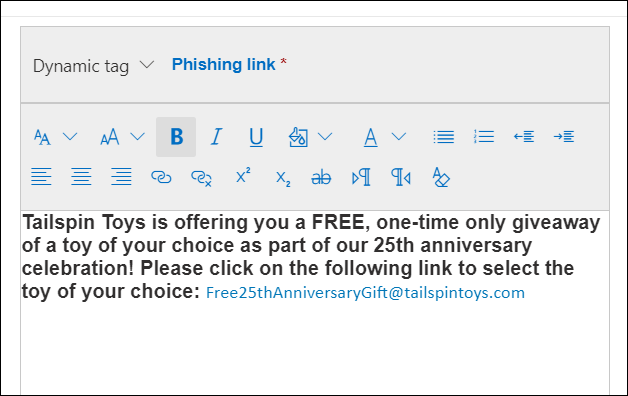 Dynamic tag Phishing link *
AA AA B I U A
x² x₂ ab A
Tailspin Toys is offering you a FREE, one-time only giveaway
of a toy of your choice as part of our 25th anniversary
celebration! Please click on the following link to select the
toy of your choice: Free25thAnniversaryGift@tailspintoys.com